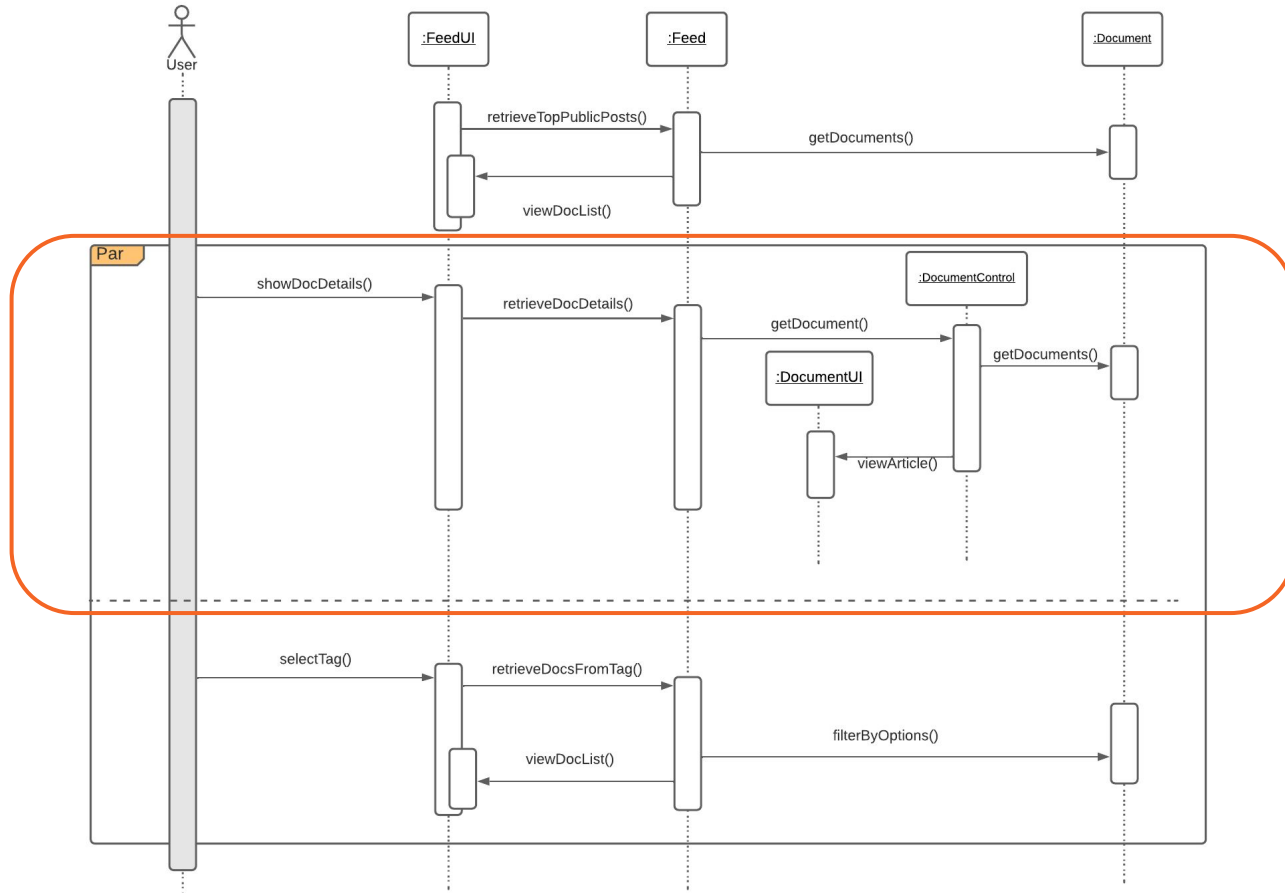 User
:FeedUI
:Feed
:Document
retrieveTopPublicPosts()
getDocuments()
viewDocList()
Par
showDocDetails()
retrieveDocDetails()
:DocumentControl
getDocument()
getDocuments()
:DocumentUI
viewArticle()
selectTag()
retrieveDocsFromTag()
filterByOptions()
viewDocList()